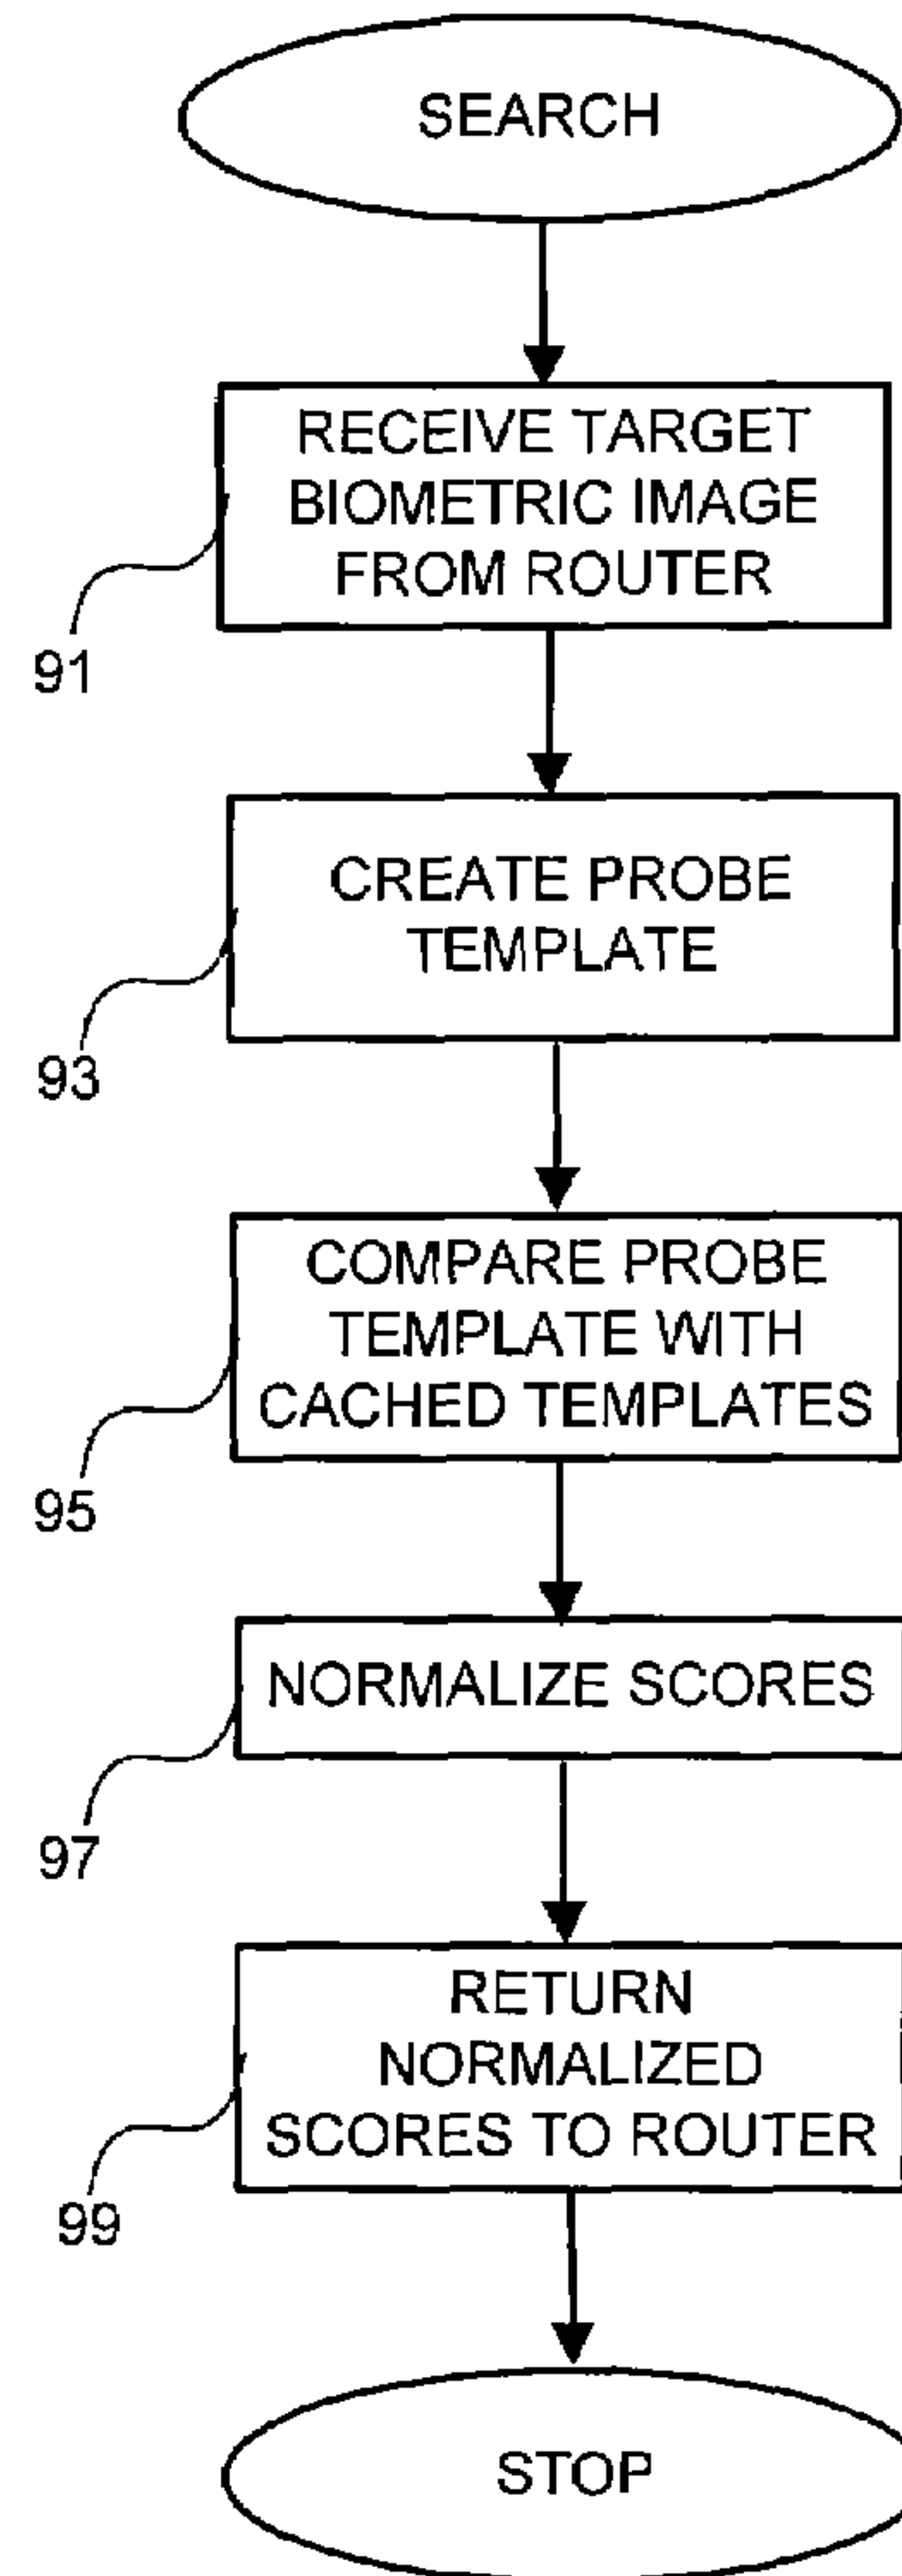 SEARCH
RECEIVE TARGET
BIOMETRIC IMAGE
FROM ROUTER
91
CREATE PROBE
TEMPLATE
93
COMPARE PROBE
TEMPLATE WITH
CACHED TEMPLATES
95
NORMALIZE SCORES
97
RETURN
NORMALIZED
SCORES TO ROUTER
99
STOP